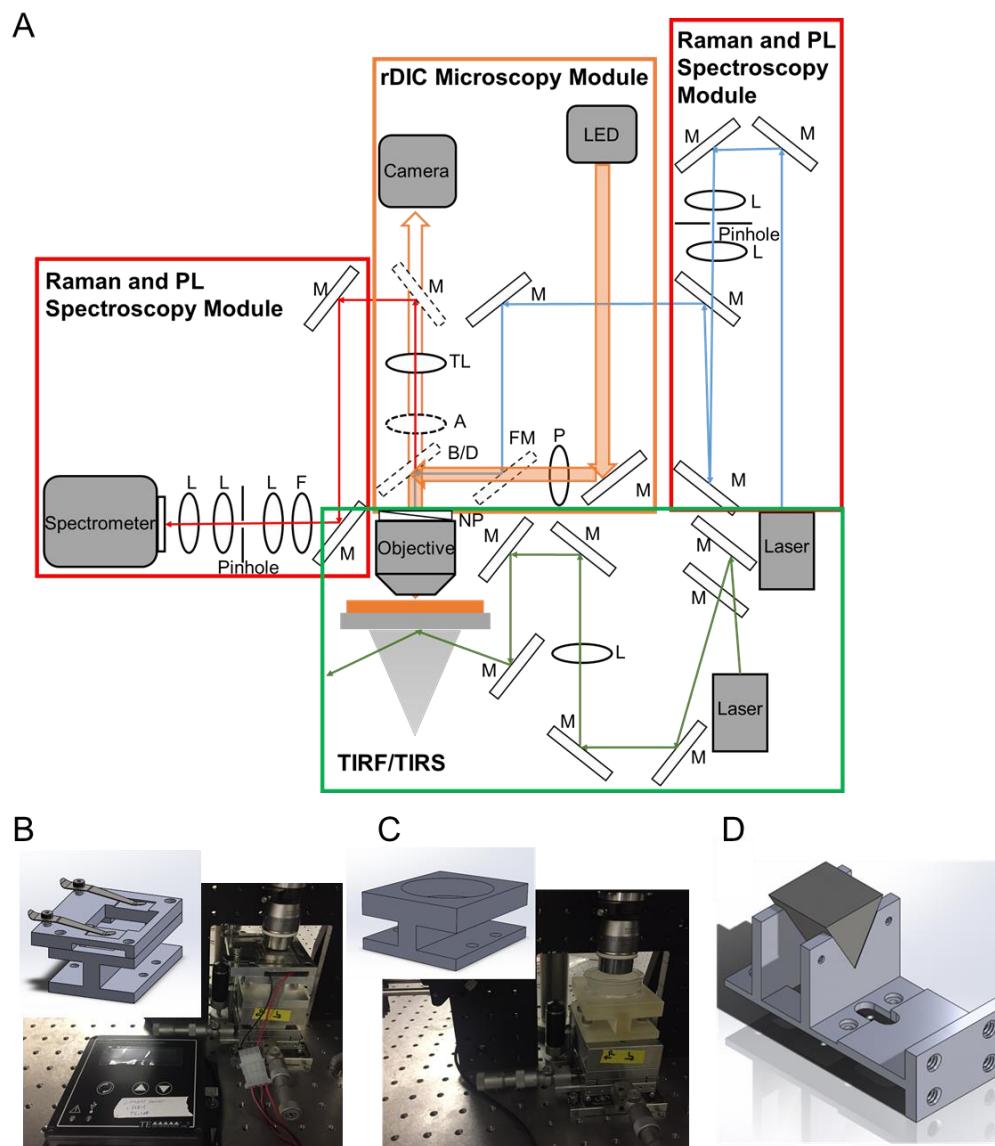 A
Raman and PL
Spectroscopy
Module
rDIC Microscopy Module
LED
M
M
Camera
L
Pinhole
L
Raman and PL
Spectroscopy Module
M
M
M
M
TL
A
B/D
FM
P
M
M
L
L
L
F
Spectrometer
Pinhole
M
NP
Objective
M
M
M
M
Laser
M
L
Laser
M
M
TIRF/TIRS
B
C
D